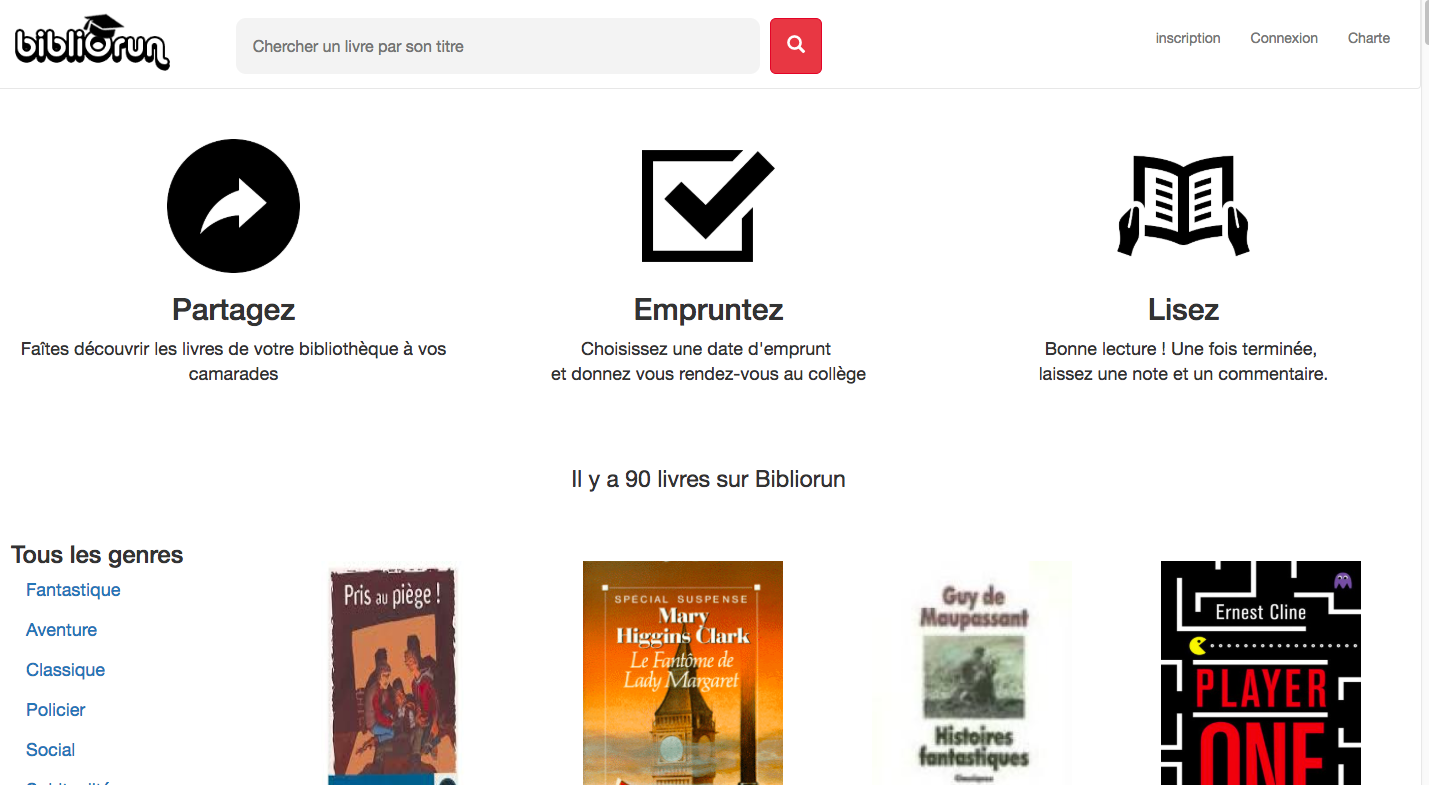 bibliorun
Chercher un livre par son titre
inscription
Connexion
Charte
Partagez
Faîtes découvrir les livres de votre bibliothèque à vos
camarades
Empruntez
Choisissez une date d'emprunt
et donnez vous rendez-vous au collège
Lisez
Bonne lecture ! Une fois terminée,
laissez une note et un commentaire.
Il y a 90 livres sur Bibliorun
Tous les genres
Fantastique
Aventure
Classique
Policier
Social
Pris au piège !
SPÉCIAL SUSPENSE
Mary
Higgins Clark
Le Fantôme de
Lady Margaret
Guy de
Maupassant
Histoires
fantastiques
Ernest Cline
PLAYER
ONE